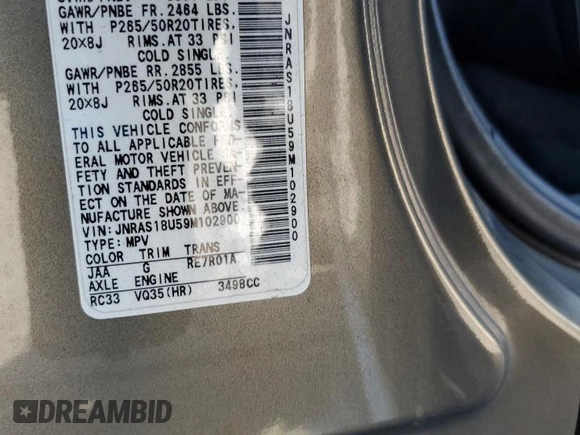 GAWR/PNBE FR. 2484 LBS.
WITH P265/50R20TIRES,
20X8J RIMS.AT 33 PSI
COLD SINGLE
GAWR/PNBE RR. 2855 LBS.
WITH P265/50R20TIRES,
20X8J RIMS.AT 33 PSI
COLD SINGLE.
THIS VEHICLE CONFORMS
TO ALL APPLICABLE FED-
ERAL MOTOR VEHICLE SA-
FETY AND THEFT PREVEN-
TION STANDARDS IN EFF-
ECT ON THE DATE OF MA-
NUFACTURE SHOWN ABOVE.
VIN: JNRAS18U59M102900
TYPE: MPV
COLOR TRIM TRANS
JAA G RE7R01A
AXLE ENGINE
RC33 VQ35(HR) 3498CC
JNRAS18U59M102900
DREAMBID